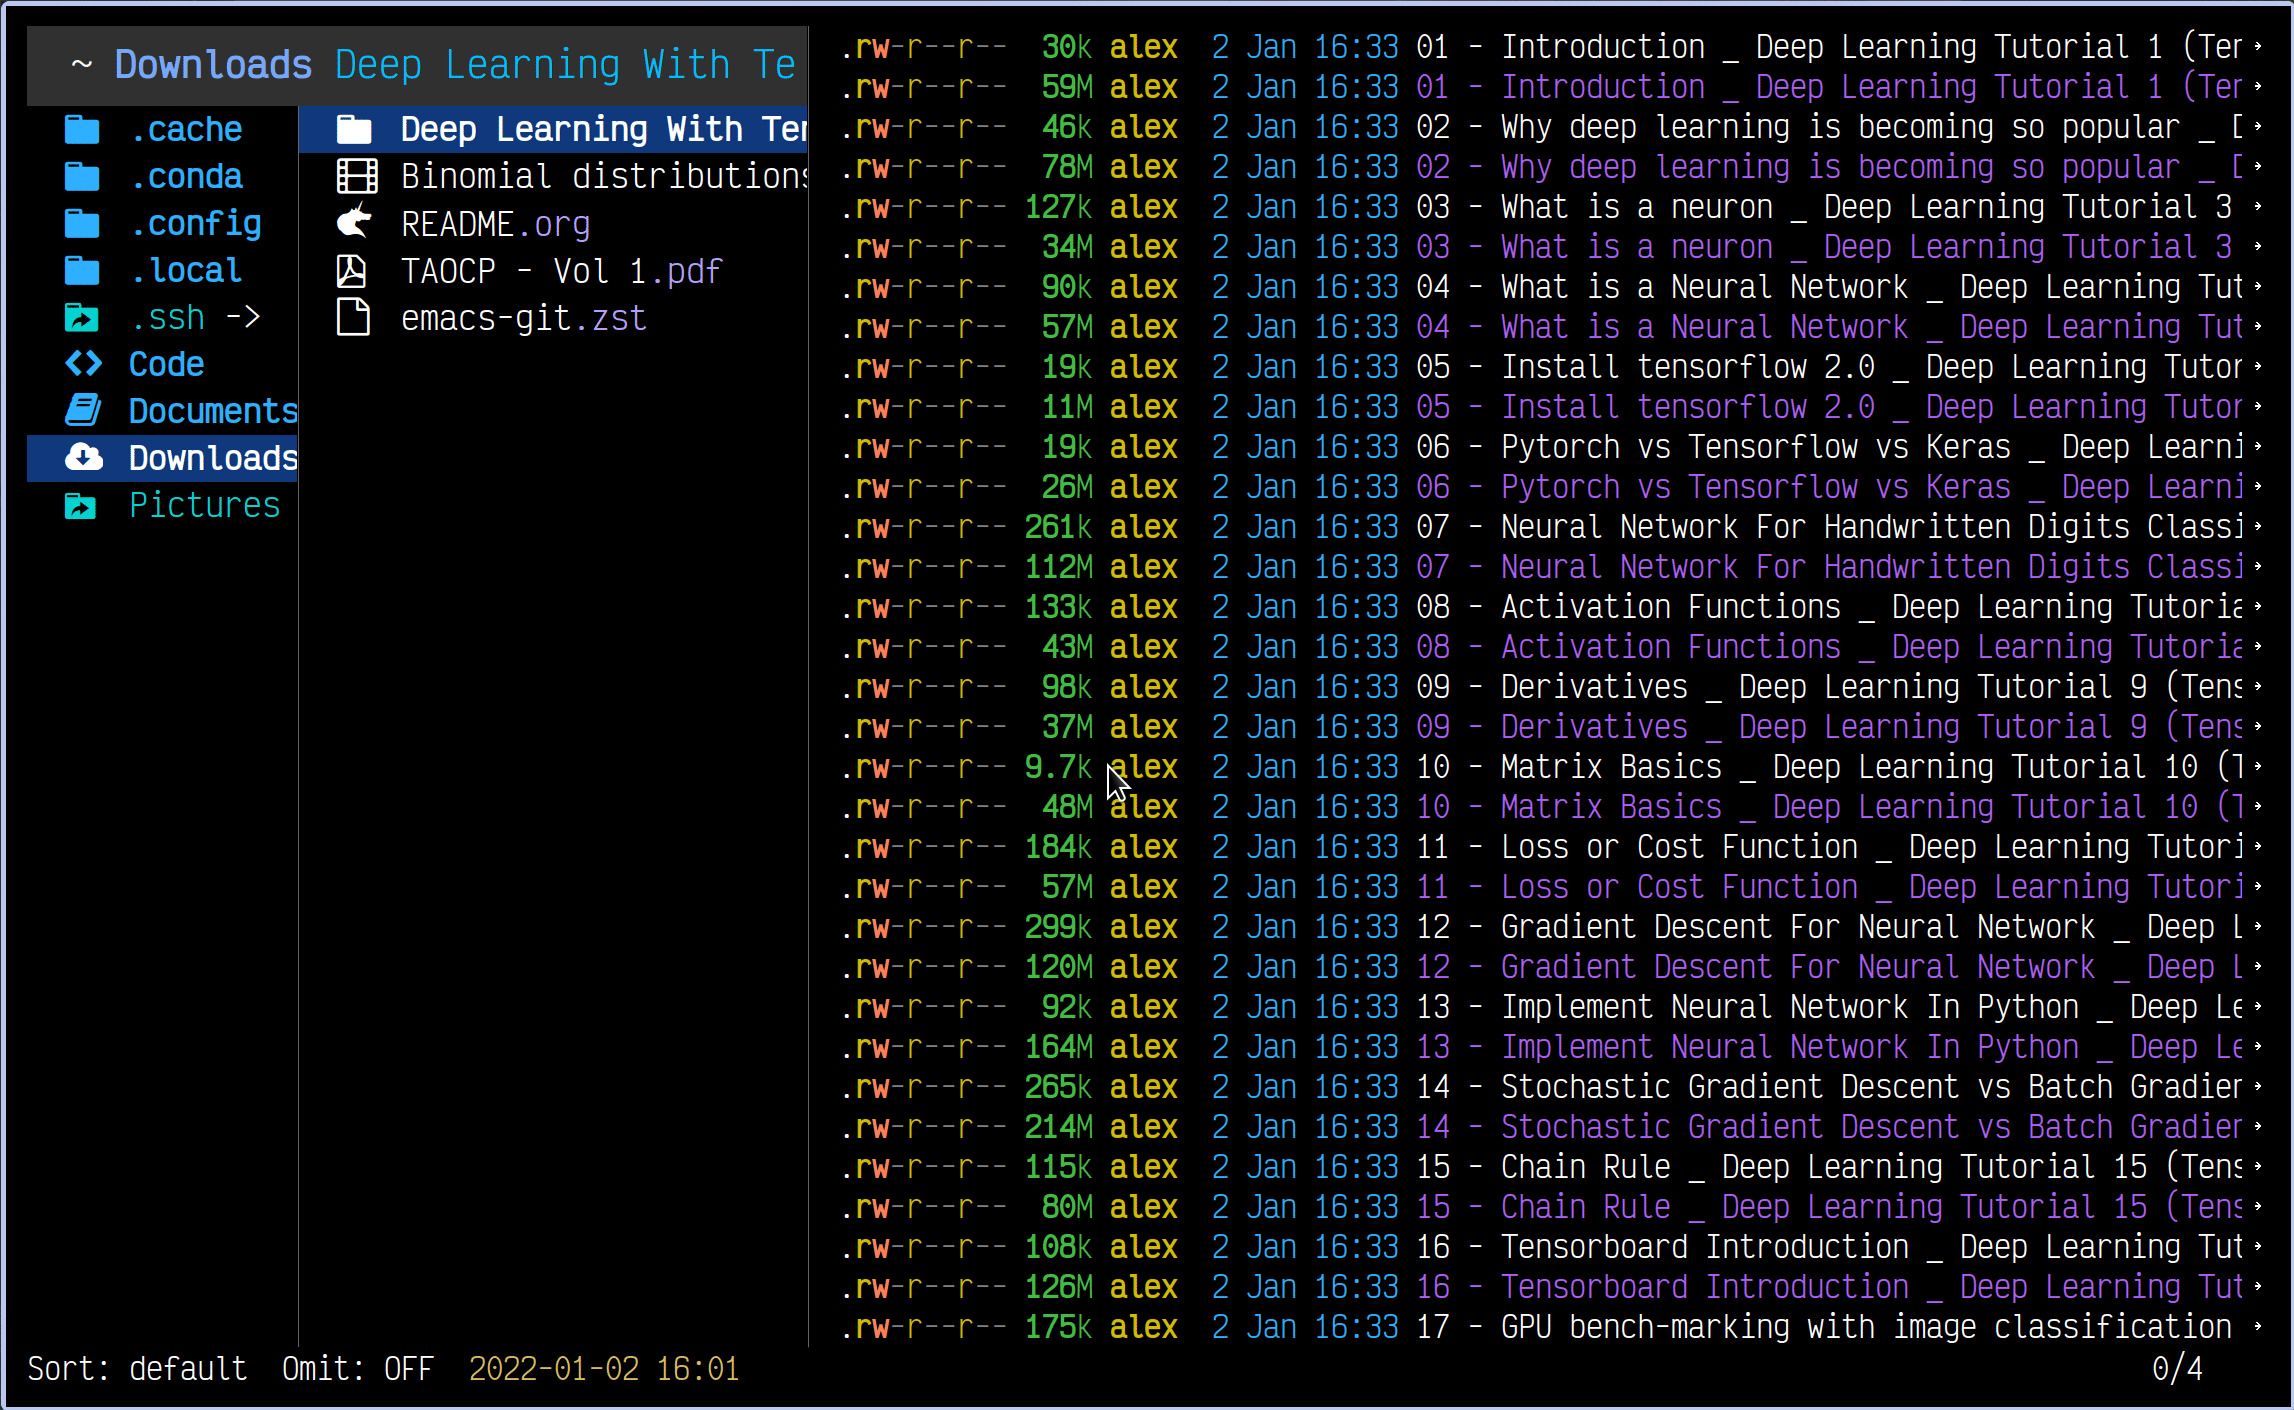 ~ Downloads Deep Learning With Te
.cache
.conda
.config
.local
.ssh ->
Code
Documents
Downloads
Pictures
Deep Learning With Ter
Binomial distributions
README.org
TAOCP - Vol 1.pdf
emacs-git.zst
.rw-r--r-- 30k alex 2 Jan 16:33 01 - Introduction _ Deep Learning Tutorial 1 (Ter
.rw-r--r-- 59M alex 2 Jan 16:33 01 - Introduction _ Deep Learning Tutorial 1 (Ter
.rw-r--r-- 46k alex 2 Jan 16:33 02 - Why deep learning is becoming so popular _ D
.rw-r--r-- 78M alex 2 Jan 16:33 02 - Why deep learning is becoming so popular _ D
.rw-r--r-- 127k alex 2 Jan 16:33 03 - What is a neuron _ Deep Learning Tutorial 3
.rw-r--r-- 34M alex 2 Jan 16:33 03 - What is a neuron _ Deep Learning Tutorial 3
.rw-r--r-- 90k alex 2 Jan 16:33 04 - What is a Neural Network _ Deep Learning Tut
.rw-r--r-- 57M alex 2 Jan 16:33 04 - What is a Neural Network _ Deep Learning Tut
.rw-r--r-- 19k alex 2 Jan 16:33 05 - Install tensorflow 2.0 _ Deep Learning Tutor
.rw-r--r-- 11M alex 2 Jan 16:33 05 - Install tensorflow 2.0 _ Deep Learning Tutor
.rw-r--r-- 19k alex 2 Jan 16:33 06 - Pytorch vs Tensorflow vs Keras _ Deep Learni
.rw-r--r-- 26M alex 2 Jan 16:33 06 - Pytorch vs Tensorflow vs Keras _ Deep Learni
.rw-r--r-- 261k alex 2 Jan 16:33 07 - Neural Network For Handwritten Digits Classi
.rw-r--r-- 112M alex 2 Jan 16:33 07 - Neural Network For Handwritten Digits Classi
.rw-r--r-- 133k alex 2 Jan 16:33 08 - Activation Functions _ Deep Learning Tutoria
.rw-r--r-- 43M alex 2 Jan 16:33 08 - Activation Functions _ Deep Learning Tutoria
.rw-r--r-- 98k alex 2 Jan 16:33 09 - Derivatives _ Deep Learning Tutorial 9 (Tens
.rw-r--r-- 37M alex 2 Jan 16:33 09 - Derivatives _ Deep Learning Tutorial 9 (Tens
.rw-r--r-- 9.7k alex 2 Jan 16:33 10 - Matrix Basics _ Deep Learning Tutorial 10 (T
.rw-r--r-- 48M alex 2 Jan 16:33 10 - Matrix Basics _ Deep Learning Tutorial 10 (T
.rw-r--r-- 184k alex 2 Jan 16:33 11 - Loss or Cost Function _ Deep Learning Tutori
.rw-r--r-- 57M alex 2 Jan 16:33 11 - Loss or Cost Function _ Deep Learning Tutori
.rw-r--r-- 299k alex 2 Jan 16:33 12 - Gradient Descent For Neural Network _ Deep L
.rw-r--r-- 120M alex 2 Jan 16:33 12 - Gradient Descent For Neural Network _ Deep L
.rw-r--r-- 92k alex 2 Jan 16:33 13 - Implement Neural Network In Python _ Deep Le
.rw-r--r-- 164M alex 2 Jan 16:33 13 - Implement Neural Network In Python _ Deep Le
.rw-r--r-- 265k alex 2 Jan 16:33 14 - Stochastic Gradient Descent vs Batch Gradien
.rw-r--r-- 214M alex 2 Jan 16:33 14 - Stochastic Gradient Descent vs Batch Gradien
.rw-r--r-- 115k alex 2 Jan 16:33 15 - Chain Rule _ Deep Learning Tutorial 15 (Tens
.rw-r--r-- 80M alex 2 Jan 16:33 15 - Chain Rule _ Deep Learning Tutorial 15 (Tens
.rw-r--r-- 108k alex 2 Jan 16:33 16 - Tensorboard Introduction _ Deep Learning Tut
.rw-r--r-- 126M alex 2 Jan 16:33 16 - Tensorboard Introduction _ Deep Learning Tut
.rw-r--r-- 175k alex 2 Jan 16:33 17 - GPU bench-marking with image classification
Sort: default Omit: OFF 2022-01-02 16:01 0/4